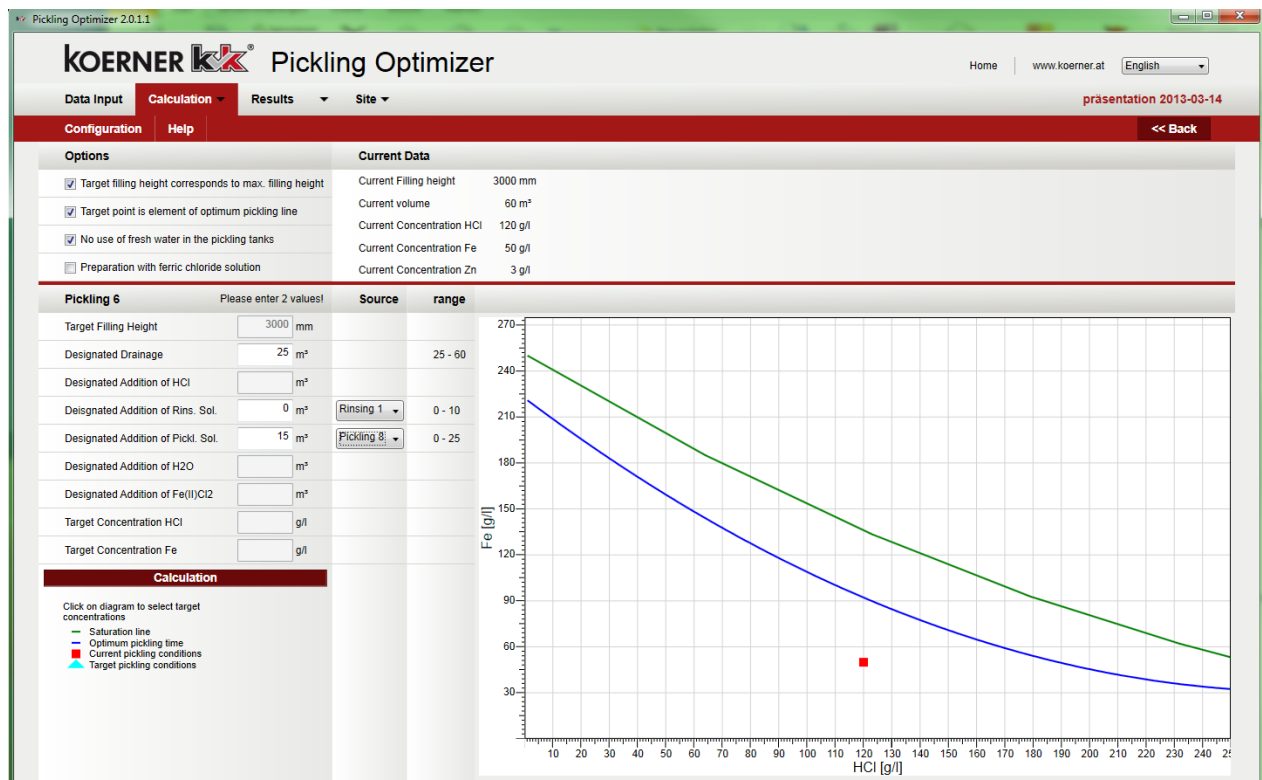 Pickling Optimizer 2.0.1.1
KOERNER kvk® Pickling Optimizer
Home www.koerner.at English
Data Input Calculation Results Site
präsentation 2013-03-14
Configuration Help << Back
Options Current Data
Target filling height corresponds to max. filling height
Target point is element of optimum pickling line
No use of fresh water in the pickling tanks
Preparation with ferric chloride solution
Current Filling height 3000 mm
Current volume 60 m³
Current Concentration HCl 120 g/l
Current Concentration Fe 50 g/l
Current Concentration Zn 3 g/l
Pickling 6 Please enter 2 values! Source range
Target Filling Height 3000 mm
Designated Drainage 25 m³ 25 - 60
Designated Addition of HCl m³
Deisgnated Addition of Rins. Sol. 0 m³ Rinsing 1 0 - 10
Designated Addition of Pickl. Sol. 15 m³ Pickling 8 0 - 25
Designated Addition of H2O m³
Designated Addition of Fe(II)Cl2 m³
Target Concentration HCl g/l
Target Concentration Fe g/l
Calculation
Click on diagram to select target
concentrations
Saturation line
Optimum pickling time
Current pickling conditions
Target pickling conditions
270
240
210
180
150
120
90
60
30
Fe [g/l]
10 20 30 40 50 60 70 80 90 100 110 120 130 140 150 160 170 180 190 200 210 220 230 240
HCl [g/l]